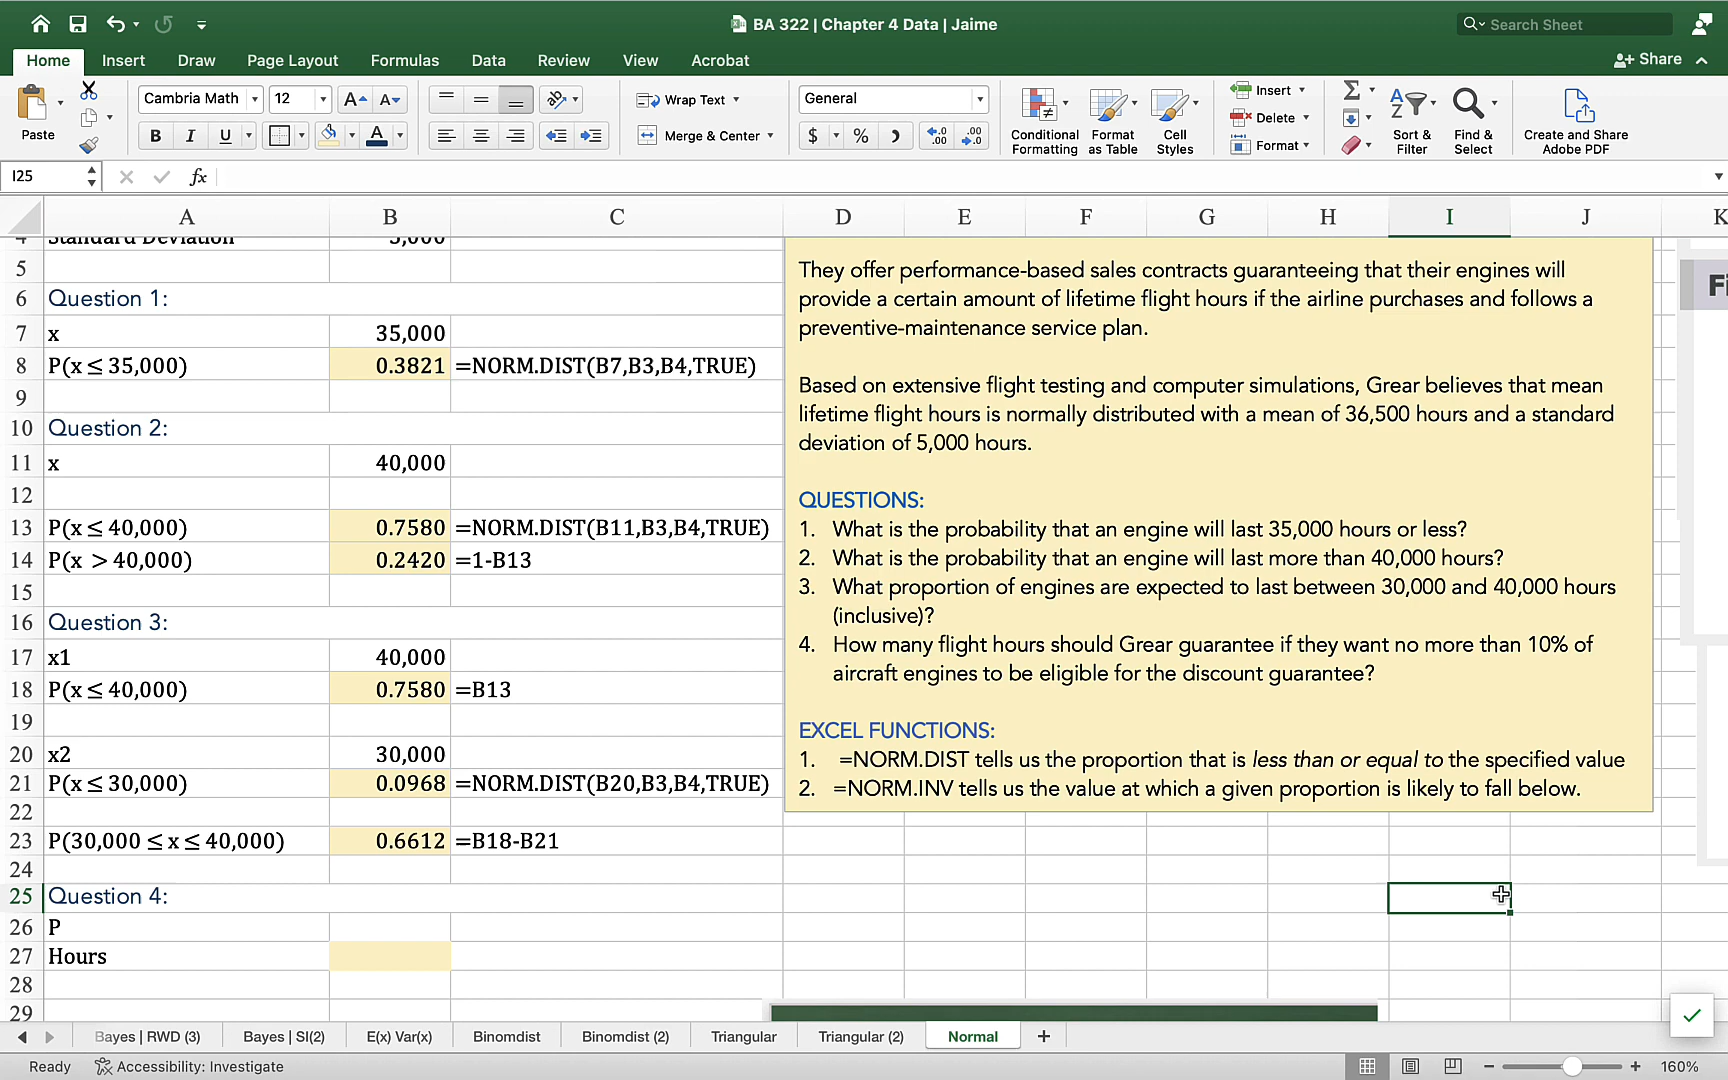 BA 322 | Chapter 4 Data | Jaime
Search Sheet
Home Insert Draw Page Layout Formulas Data Review View Acrobat
Share
Paste
Cambria Math 12
B I U
Wrap Text
Merge & Center
General
$ % 
Conditional Formatting
Format as Table
Cell Styles
Insert
Delete
Format
Sort & Filter
Find & Select
Create and Share Adobe PDF
I25
fx
A B C D E F G H I J K
4 Standard Deviation 5,000
5
6 Question 1:
7 x 35,000
8 P(x ≤ 35,000) 0.3821 =NORM.DIST(B7,B3,B4,TRUE)
9
10 Question 2:
11 x 40,000
12
13 P(x ≤ 40,000) 0.7580 =NORM.DIST(B11,B3,B4,TRUE)
14 P(x > 40,000) 0.2420 =1-B13
15
16 Question 3:
17 x1 40,000
18 P(x ≤ 40,000) 0.7580 =B13
19
20 x2 30,000
21 P(x ≤ 30,000) 0.0968 =NORM.DIST(B20,B3,B4,TRUE)
22
23 P(30,000 ≤ x ≤ 40,000) 0.6612 =B18-B21
24
25 Question 4:
26 P
27 Hours
28
29
They offer performance-based sales contracts guaranteeing that their engines will
provide a certain amount of lifetime flight hours if the airline purchases and follows a
preventive-maintenance service plan.
Based on extensive flight testing and computer simulations, Grear believes that mean
lifetime flight hours is normally distributed with a mean of 36,500 hours and a standard
deviation of 5,000 hours.
QUESTIONS:
1. What is the probability that an engine will last 35,000 hours or less?
2. What is the probability that an engine will last more than 40,000 hours?
3. What proportion of engines are expected to last between 30,000 and 40,000 hours
(inclusive)?
4. How many flight hours should Grear guarantee if they want no more than 10% of
aircraft engines to be eligible for the discount guarantee?
EXCEL FUNCTIONS:
1. =NORM.DIST tells us the proportion that is less than or equal to the specified value
2. =NORM.INV tells us the value at which a given proportion is likely to fall below.
Bayes | RWD (3) Bayes | SI(2) E(x) Var(x) Binomdist Binomdist (2) Triangular Triangular (2) Normal +
Ready Accessibility: Investigate
160%